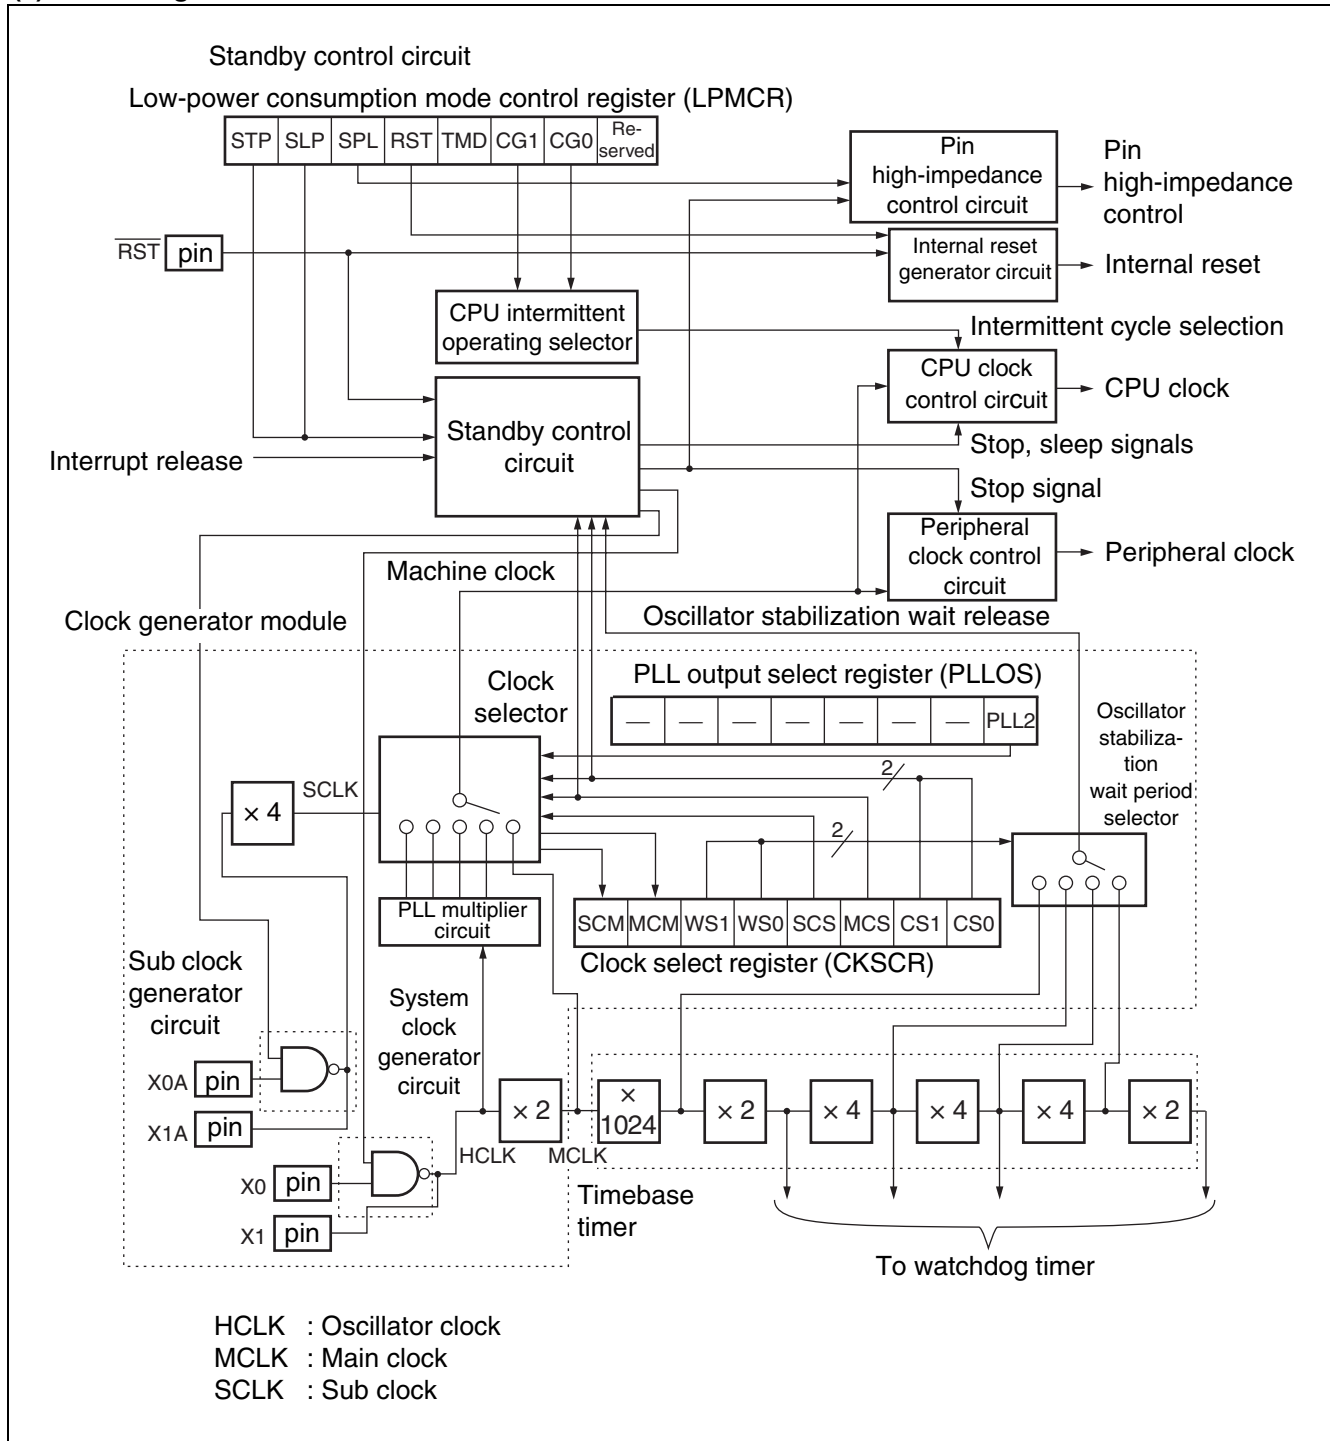 Standby control circuit
Low-power consumption mode control register (LPMCR)
STP SLP SPL RST TMD CG1 CG0 Re-
served
Pin
high-impedance
control circuit
Pin
high-impedance
control
RST pin
Internal reset
generator circuit
Internal reset
CPU intermittent
operating selector
Intermittent cycle selection
CPU clock
control circuit
CPU clock
Standby control
circuit
Stop, sleep signals
Interrupt release
Stop signal
Peripheral
clock control
circuit
Peripheral clock
Machine clock
Clock generator module
Oscillator stabilization wait release
Clock
selector
PLL output select register (PLLOS)
— — — — — — — PLL2
Oscillator
stabiliza-
tion
wait period
selector
SCLK
× 4
2
2
PLL multiplier
circuit
SCM MCM WS1 WS0 SCS MCS CS1 CS0
Clock select register (CKSCR)
Sub clock
generator
circuit
System
clock
generator
circuit
X0A pin
X1A pin
× 2
×
1024
× 2
× 4
× 4
× 4
× 2
HCLK
MCLK
X0 pin
X1 pin
Timebase
timer
To watchdog timer
HCLK : Oscillator clock
MCLK : Main clock
SCLK : Sub clock